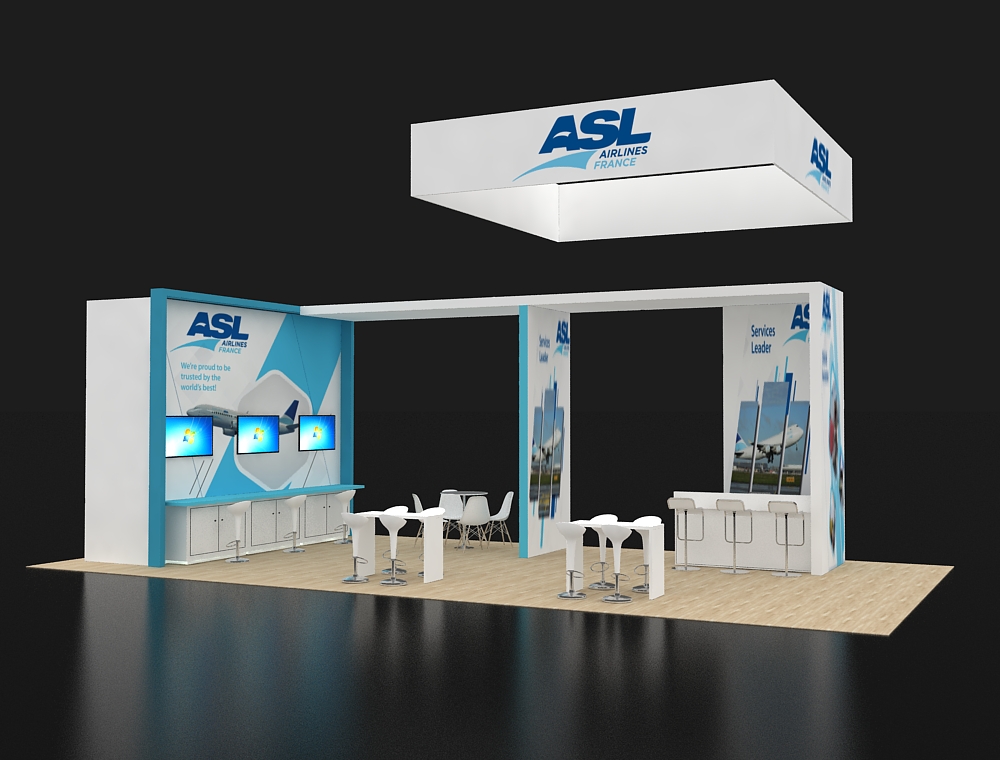 ASL
AIRLINES
FRANCE
ASL
ASL
AIRLINES
FRANCE
We're proud to be
trusted by the
world's best!
Services
Leader
ASL
Services
Leader
AS